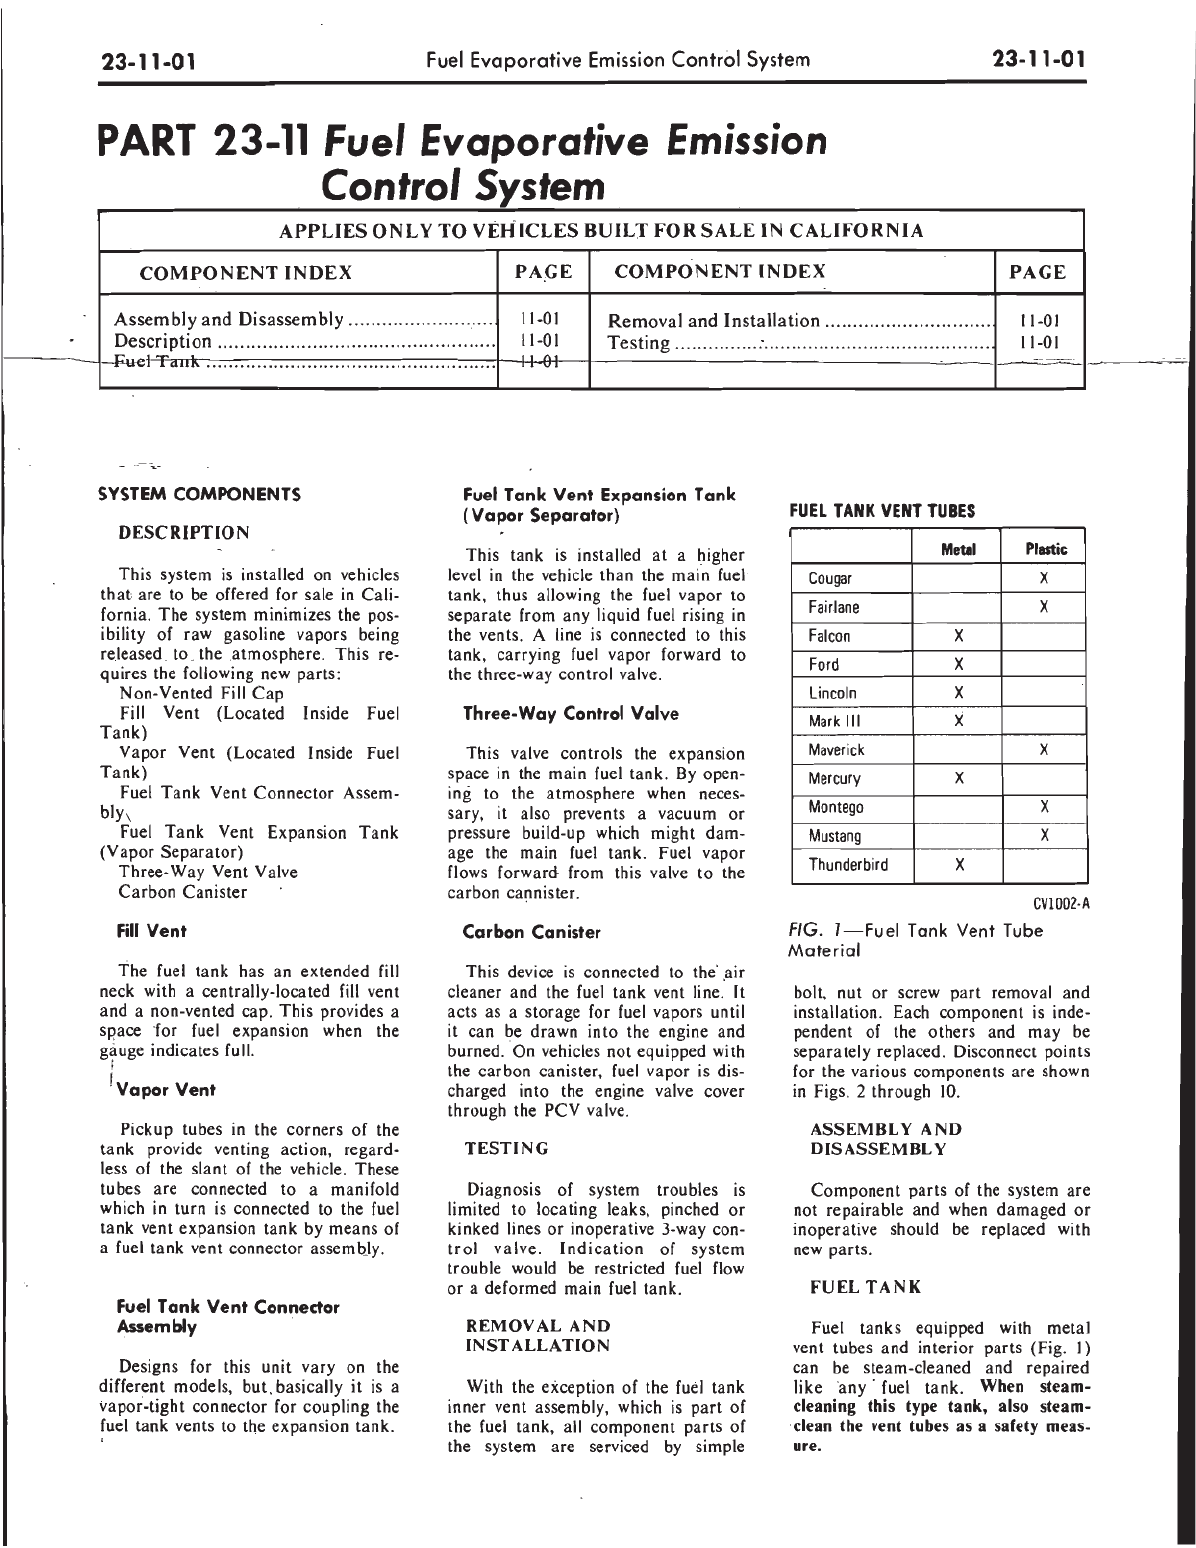 23-11-01 Fuel Evaporative Emission Control System 23-11-01
PART 23-11 Fuel Evaporative Emission
Control System
APPLIES ONLY TO VEHICLES BUILT FOR SALE IN CALIFORNIA
COMPONENT INDEX PAGE COMPONENT INDEX PAGE
Assembly and Disassembly 11-01 Removal and Installation 11-01
Description 11-01 Testing 11-01
Fuel Tank 11-01
SYSTEM COMPONENTS
DESCRIPTION
This system is installed on vehicles
that are to be offered for sale in Cali-
fornia. The system minimizes the pos-
ibility of raw gasoline vapors being
released to the atmosphere. This re-
quires the following new parts:
Non-Vented Fill Cap
Fill Vent (Located Inside Fuel
Tank)
Vapor Vent (Located Inside Fuel
Tank)
Fuel Tank Vent Connector Assem-
bly
Fuel Tank Vent Expansion Tank
(Vapor Separator)
Three-Way Vent Valve
Carbon Canister
Fill Vent
The fuel tank has an extended fill
neck with a centrally-located fill vent
and a non-vented cap. This provides a
space for fuel expansion when the
gauge indicates full.
Vapor Vent
Pickup tubes in the corners of the
tank provide venting action, regard-
less of the slant of the vehicle. These
tubes are connected to a manifold
which in turn is connected to the fuel
tank vent expansion tank by means of
a fuel tank vent connector assembly.
Fuel Tank Vent Connector
Assembly
Designs for this unit vary on the
different models, but basically it is a
vapor-tight connector for coupling the
fuel tank vents to the expansion tank.
Fuel Tank Vent Expansion Tank
(Vapor Separator)
This tank is installed at a higher
level in the vehicle than the main fuel
tank, thus allowing the fuel vapor to
separate from any liquid fuel rising in
the vents. A line is connected to this
tank, carrying fuel vapor forward to
the three-way control valve.
Three-Way Control Valve
This valve controls the expansion
space in the main fuel tank. By open-
ing to the atmosphere when neces-
sary, it also prevents a vacuum or
pressure build-up which might dam-
age the main fuel tank. Fuel vapor
flows forward from this valve to the
carbon cannister.
Carbon Canister
This device is connected to the air
cleaner and the fuel tank vent line. It
acts as a storage for fuel vapors until
it can be drawn into the engine and
burned. On vehicles not equipped with
the carbon canister, fuel vapor is dis-
charged into the engine valve cover
through the PCV valve.
TESTING
Diagnosis of system troubles is
limited to locating leaks, pinched or
kinked lines or inoperative 3-way con-
trol valve. Indication of system
trouble would be restricted fuel flow
or a deformed main fuel tank.
REMOVAL AND
INSTALLATION
With the exception of the fuel tank
inner vent assembly, which is part of
the fuel tank, all component parts of
the system are serviced by simple
FUEL TANK VENT TUBES
Metal Plastic
Cougar X
Fairlane X
Falcon X
Ford X
Lincoln X
Mark III X
Maverick X
Mercury X
Montego X
Mustang X
Thunderbird X
CV1002-A
FIG. 1—Fuel Tank Vent Tube
Material
bolt, nut or screw part removal and
installation. Each component is inde-
pendent of the others and may be
separately replaced. Disconnect points
for the various components are shown
in Figs. 2 through 10.
ASSEMBLY AND
DISASSEMBLY
Component parts of the system are
not repairable and when damaged or
inoperative should be replaced with
new parts.
FUEL TANK
Fuel tanks equipped with metal
vent tubes and interior parts (Fig. 1)
can be steam-cleaned and repaired
like any fuel tank. When steam-
cleaning this type tank, also steam-
clean the vent tubes as a safety meas-
ure.